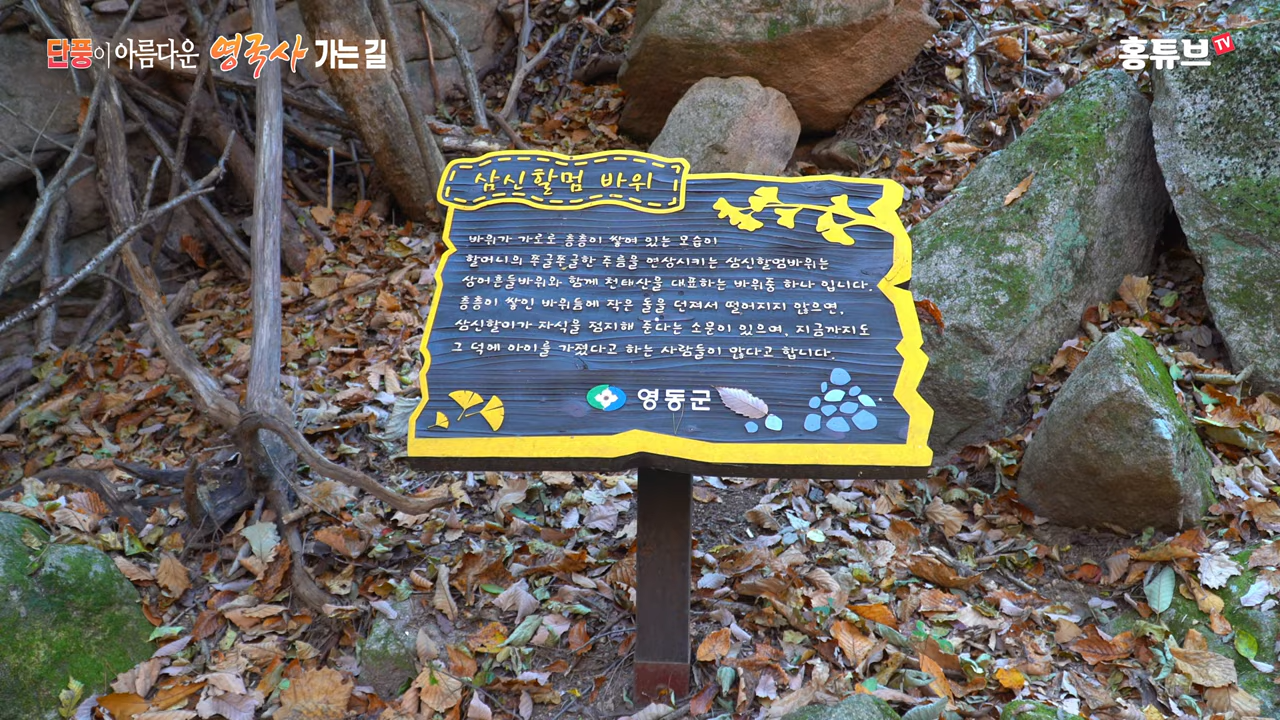 단풍이 아름다운 영국사 가는 길
홍튜브 TV
삼신할멈 바위
바위가 가로로 층층이 쌓여 있는 모습이
할머니의 쭈글쭈글한 주름을 연상시키는 삼신할멈바위는
상어흔들바위와 함께 천태산을 대표하는 바위중 하나 입니다.
층층이 쌓인 바위틈에 작은 돌을 던져서 떨어지지 않으면,
삼신할미가 자식을 점지해 준다는 소문이 있으며, 지금까지도
그 덕에 아이를 가졌다고 하는 사람들이 많다고 합니다.
영동군